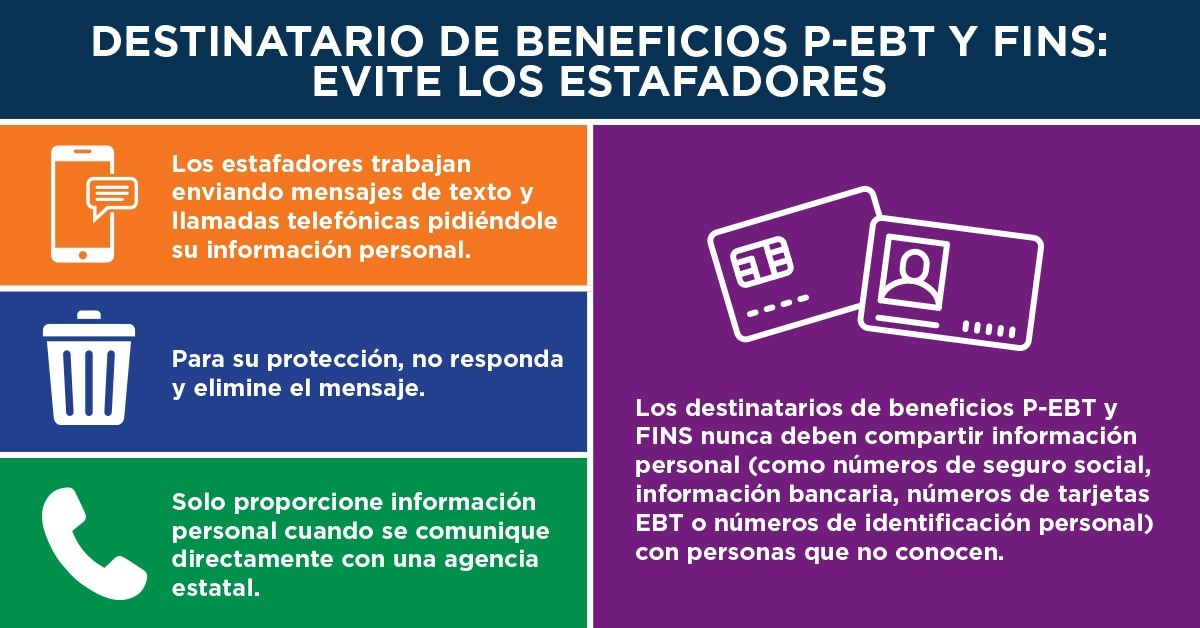 DESTINATARIO DE BENEFICIOS P-EBT Y FINS:
EVITE LOS ESTAFADORES
Los estafadores trabajan
enviando mensajes de texto y
llamadas telefónicas pidiéndole
su información personal.
Para su protección, no responda
y elimine el mensaje.
Solo proporcione información
personal cuando se comunique
directamente con una agencia
estatal.
Los destinatarios de beneficios P-EBT y
FINS nunca deben compartir información
personal (como números de seguro social,
información bancaria, números de tarjetas
EBT o números de identificación personal)
con personas que no conocen.